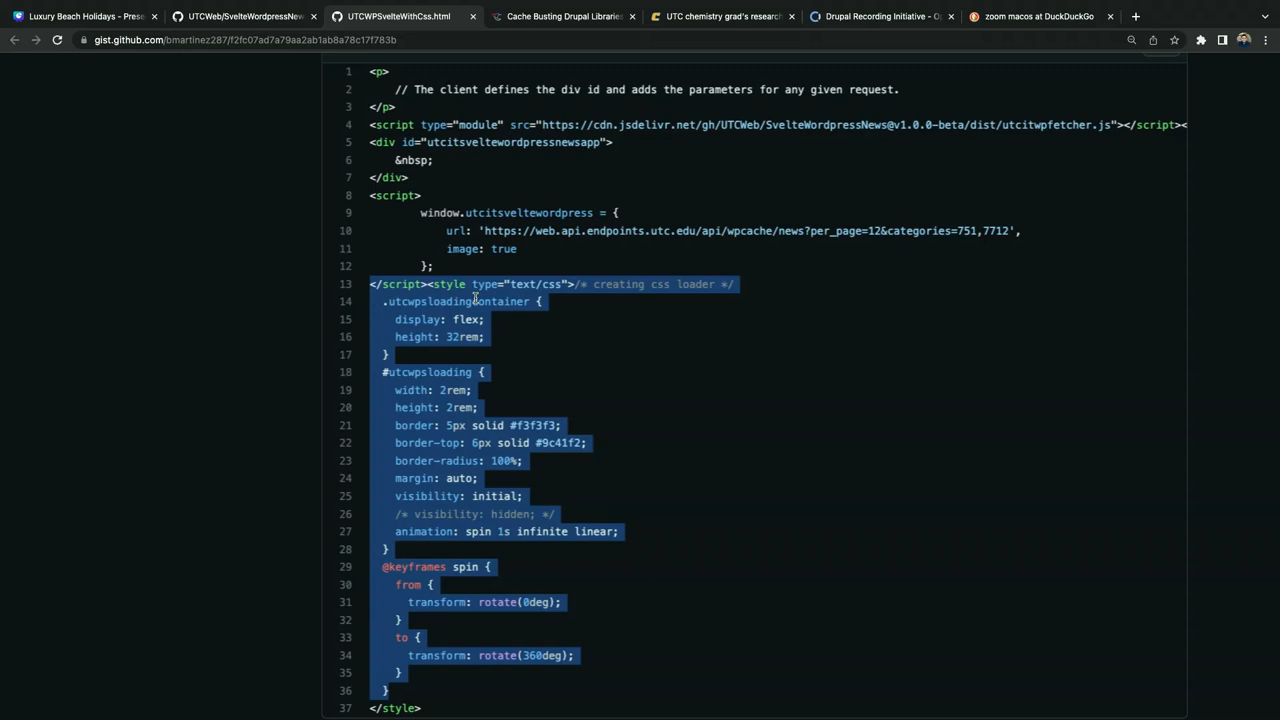 Luxury Beach Holidays - Prese
UTCWeb/SvelteWordpressNew
UTCWPSvelteWithCss.html
Cache Busting Drupal Libraries
UTC chemistry grad's research
Drupal Recording Initiative - Op
zoom macos at DuckDuckGo
gist.github.com/bmartinez287/f2fc07ad7a79aa2ab1ab8a78c17f783b
1 <p>
2 // The client defines the div id and adds the parameters for any given request.
3 </p>
4 <script type="module" src="https://cdn.jsdelivr.net/gh/UTCWeb/SvelteWordpressNews@v1.0.0-beta/dist/utcitwpfetcher.js"></script><
5 <div id="utcitsveltewordpressnewsapp">
6 &nbsp;
7 </div>
8 <script>
9 window.utcitsveltewordpress = {
10 url: 'https://web.api.endpoints.utc.edu/api/wpcache/news?per_page=12&categories=751,7712',
11 image: true
12 };
13 </script><style type="text/css">/* creating css loader */
14 .utcwpsloadingcontainer {
15 display: flex;
16 height: 32rem;
17 }
18 #utcwpsloading {
19 width: 2rem;
20 height: 2rem;
21 border: 5px solid #f3f3f3;
22 border-top: 6px solid #9c41f2;
23 border-radius: 100%;
24 margin: auto;
25 visibility: initial;
26 /* visibility: hidden; */
27 animation: spin 1s infinite linear;
28 }
29 @keyframes spin {
30 from {
31 transform: rotate(0deg);
32 }
33 to {
34 transform: rotate(360deg);
35 }
36 }
37 </style>